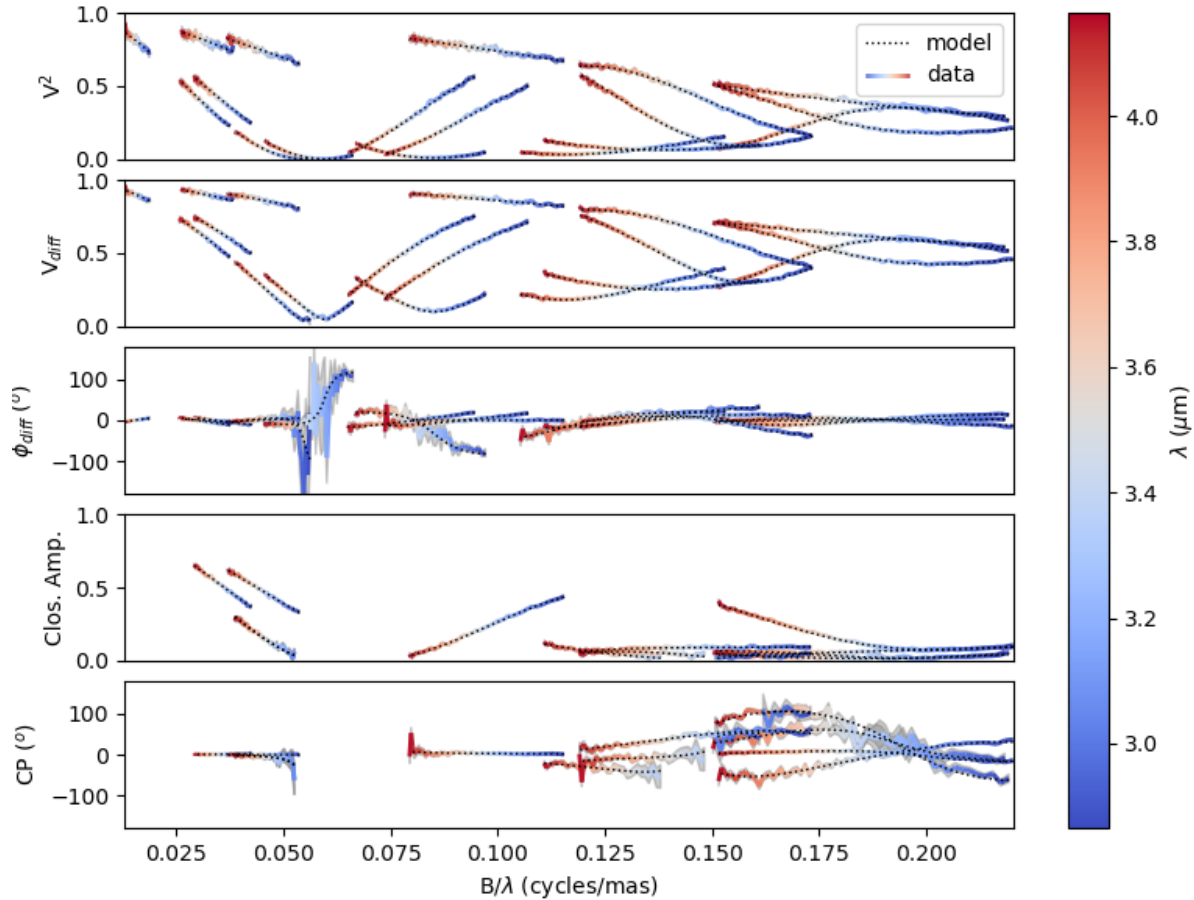 1.0
0.5
0.0
V²
model
data
1.0
0.5
0.0
V_diff
100
0
−100
ϕ_diff (°)
1.0
0.5
0.0
Clos. Amp.
100
0
−100
CP (°)
0.025 0.050 0.075 0.100 0.125 0.150 0.175 0.200
B/λ (cycles/mas)
4.0
3.8
3.6
3.4
3.2
3.0
λ (μm)